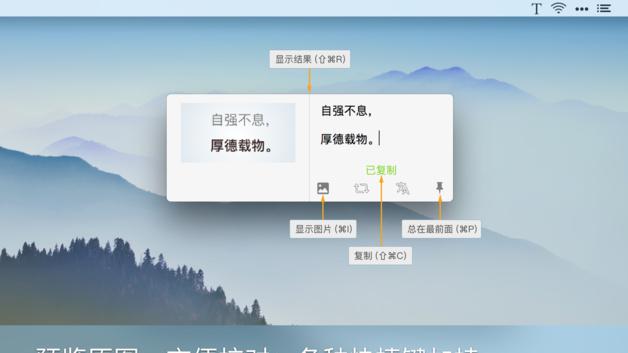 T
显示结果 (⇧⌘R)
自强不息，
厚德载物。
自强不息，
厚德载物。
已复制
显示图片 (⌘I)
总在最前面 (⌘P)
复制 (⇧⌘C)